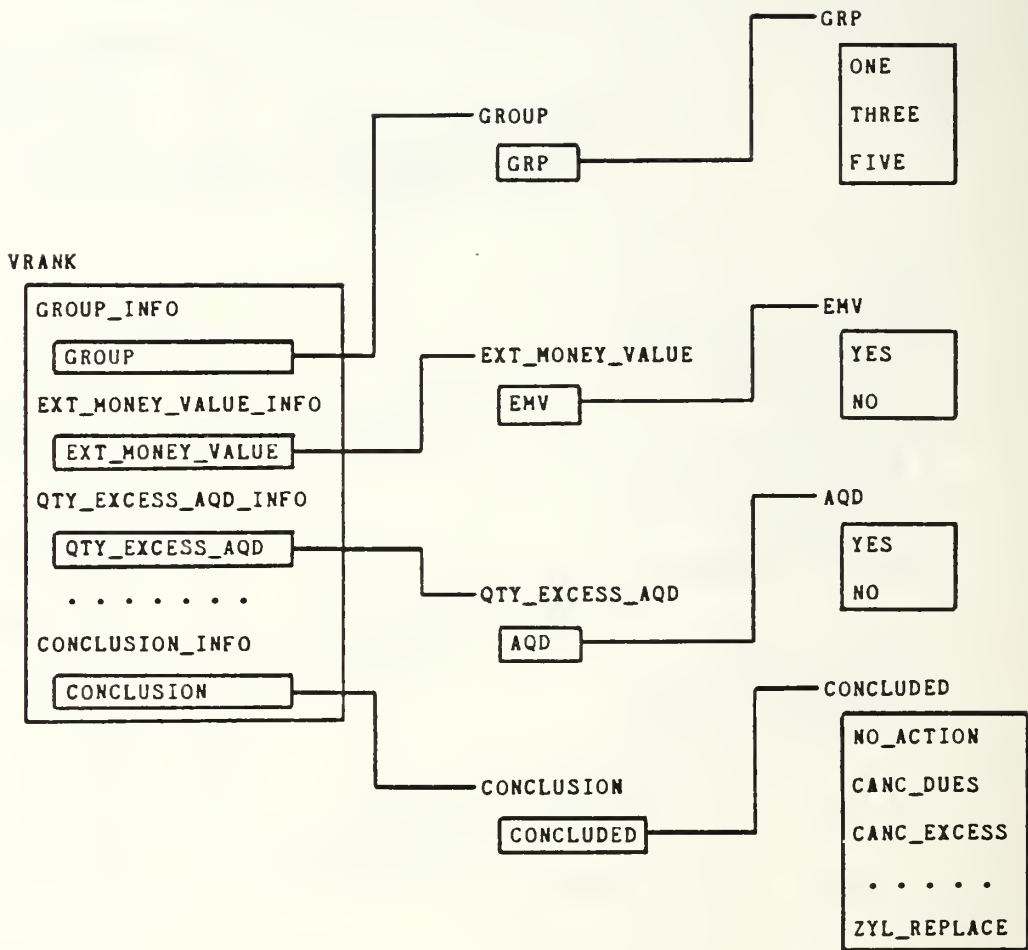 GRP
ONE
THREE
FIVE
GROUP
GRP
VRANK
GROUP_INFO
GROUP
EXT_MONEY_VALUE_INFO
EXT_MONEY_VALUE
QTY_EXCESS_AQD_INFO
QTY_EXCESS_AQD
. . . . . . .
CONCLUSION_INFO
CONCLUSION
EXT_MONEY_VALUE
EMV
EMV
YES
NO
QTY_EXCESS_AQD
AQD
AQD
YES
NO
CONCLUSION
CONCLUDED
CONCLUDED
NO_ACTION
CANC_DUES
CANC_EXCESS
. . . . .
ZYL_REPLACE